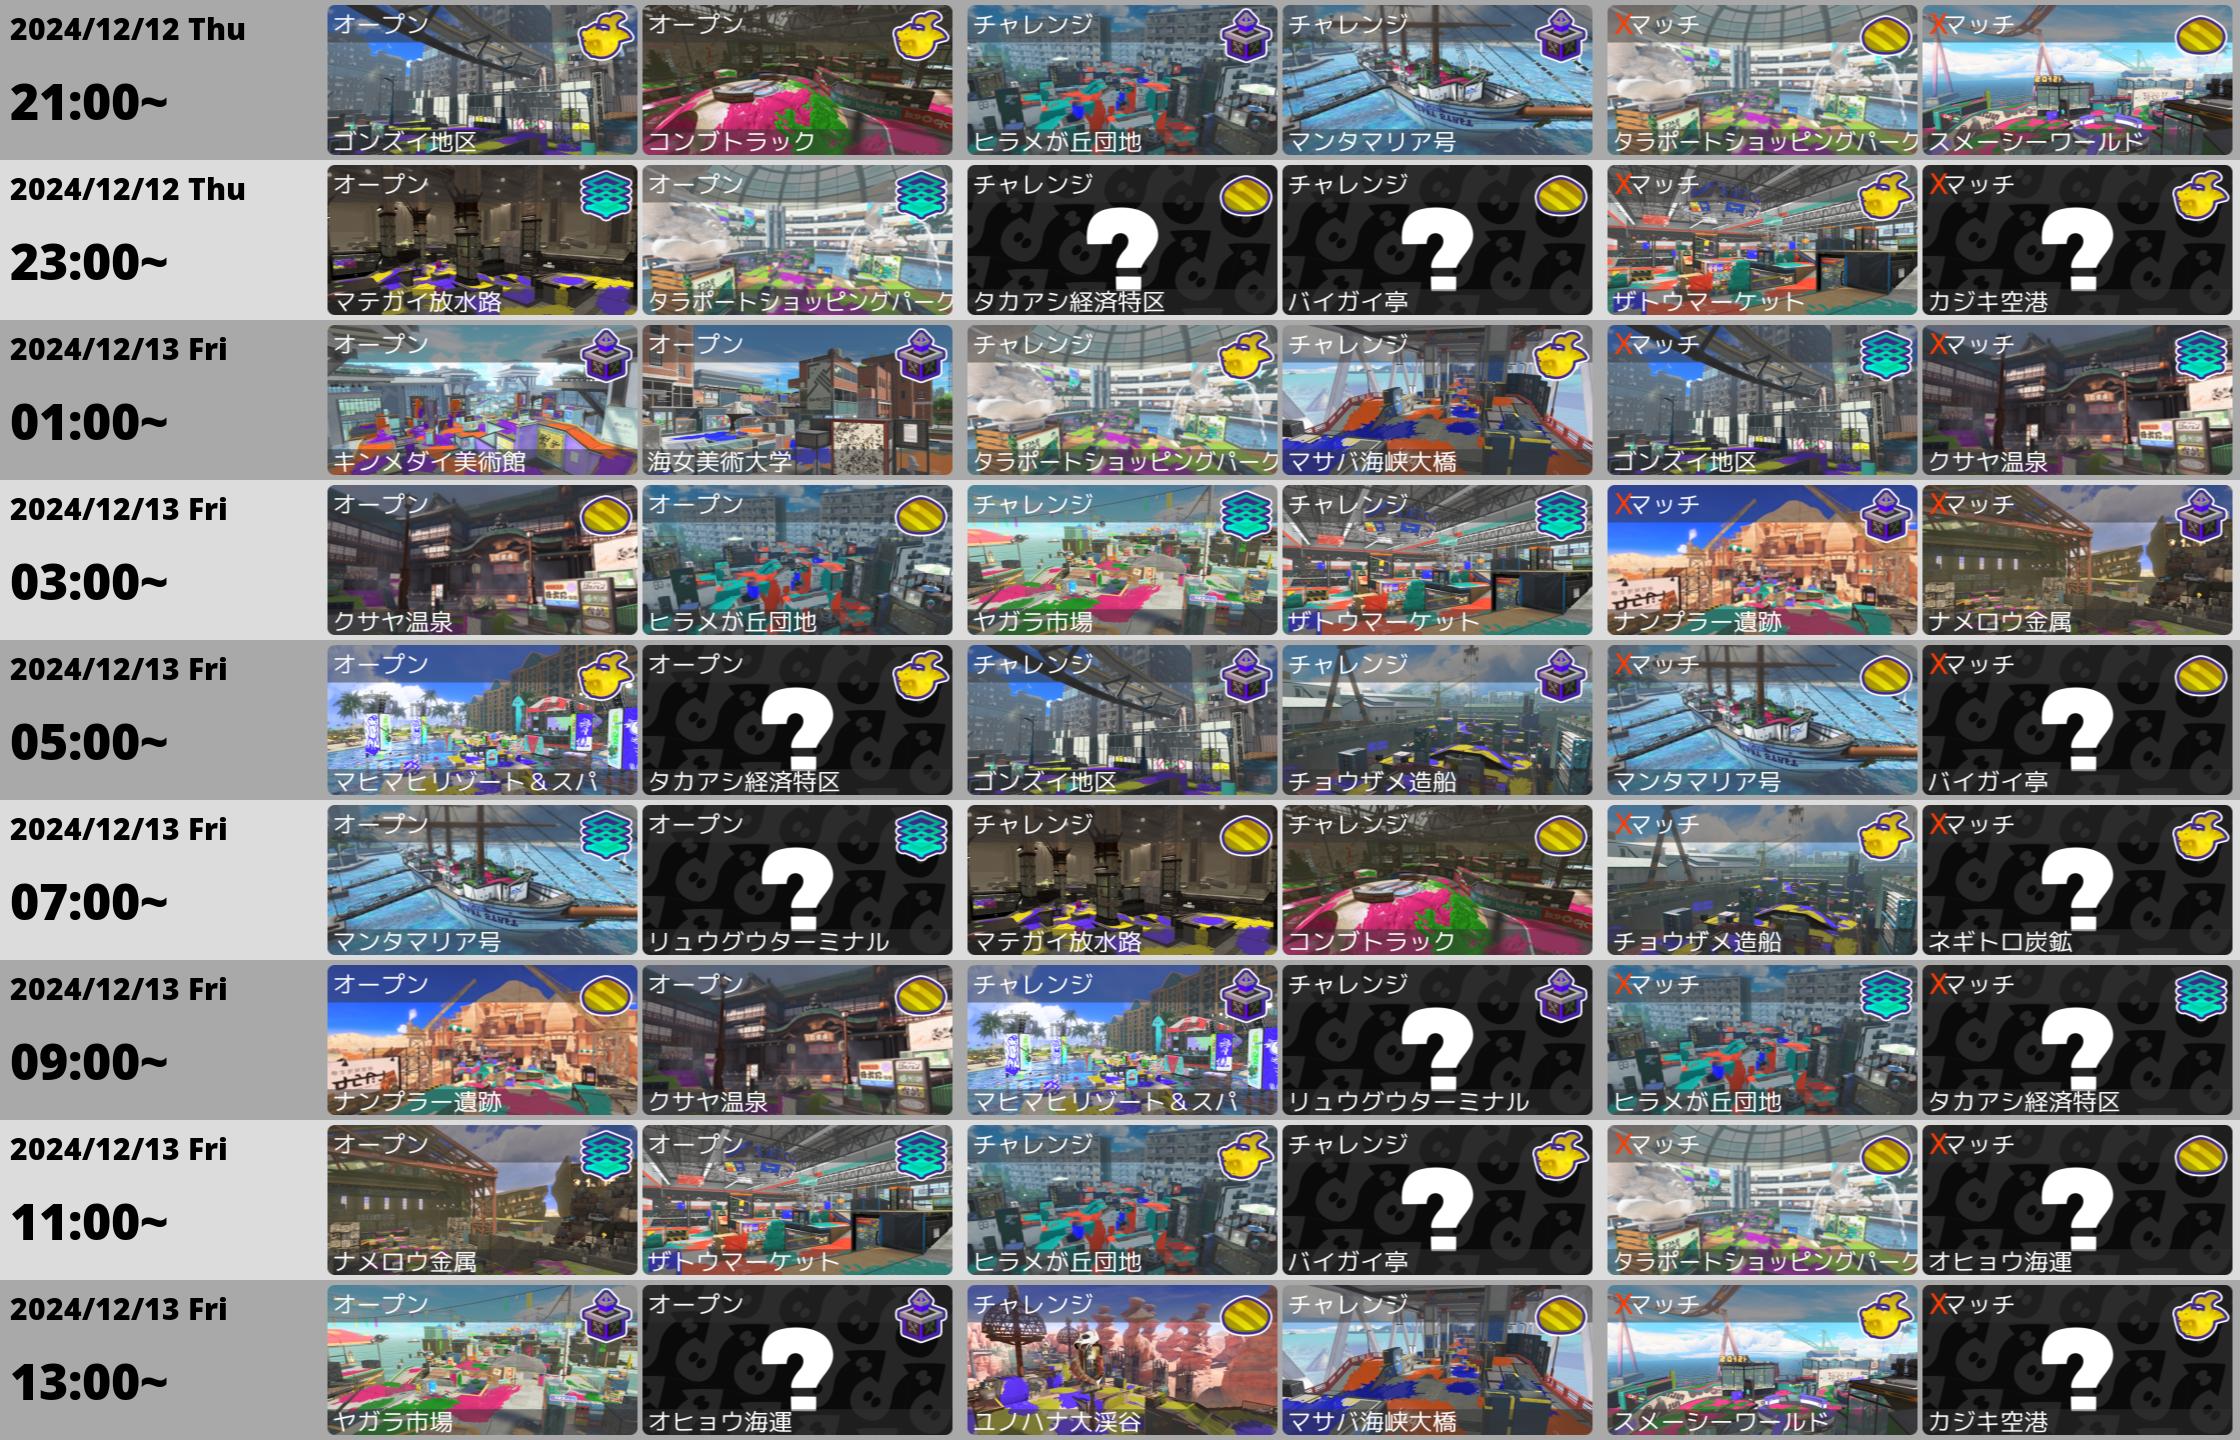 2024/12/12 Thu
21:00~
オープン
ゴンズイ地区
オープン
コンブトラック
チャレンジ
ヒラメが丘団地
チャレンジ
マンタマリア号
Xマッチ
タラポートショッピングパーク
Xマッチ
スメーシーワールド
2024/12/12 Thu
23:00~
オープン
マテガイ放水路
オープン
タラポートショッピングパーク
チャレンジ
?
タカアシ経済特区
チャレンジ
?
バイガイ亭
Xマッチ
ザトウマーケット
Xマッチ
?
カジキ空港
2024/12/13 Fri
01:00~
オープン
キンメダイ美術館
オープン
海女美術大学
チャレンジ
タラポートショッピングパーク
チャレンジ
マサバ海峡大橋
Xマッチ
ゴンズイ地区
Xマッチ
クサヤ温泉
2024/12/13 Fri
03:00~
オープン
クサヤ温泉
オープン
ヒラメが丘団地
チャレンジ
ヤガラ市場
チャレンジ
ザトウマーケット
Xマッチ
ナンプラー遺跡
Xマッチ
ナメロウ金属
2024/12/13 Fri
05:00~
オープン
マヒマヒリゾート＆スパ
オープン
?
タカアシ経済特区
チャレンジ
ゴンズイ地区
チャレンジ
チョウザメ造船
Xマッチ
マンタマリア号
Xマッチ
?
バイガイ亭
2024/12/13 Fri
07:00~
オープン
マンタマリア号
オープン
?
リュウグウターミナル
チャレンジ
マテガイ放水路
チャレンジ
コンブトラック
Xマッチ
チョウザメ造船
Xマッチ
?
ネギトロ炭鉱
2024/12/13 Fri
09:00~
オープン
ナンプラー遺跡
オープン
クサヤ温泉
チャレンジ
マヒマヒリゾート＆スパ
チャレンジ
?
リュウグウターミナル
Xマッチ
ヒラメが丘団地
Xマッチ
?
タカアシ経済特区
2024/12/13 Fri
11:00~
オープン
ナメロウ金属
オープン
ザトウマーケット
チャレンジ
ヒラメが丘団地
チャレンジ
?
バイガイ亭
Xマッチ
タラポートショッピングパーク
Xマッチ
?
オヒョウ海運
2024/12/13 Fri
13:00~
オープン
ヤガラ市場
オープン
?
オヒョウ海運
チャレンジ
ユノハナ大渓谷
チャレンジ
マサバ海峡大橋
Xマッチ
スメーシーワールド
Xマッチ
?
カジキ空港